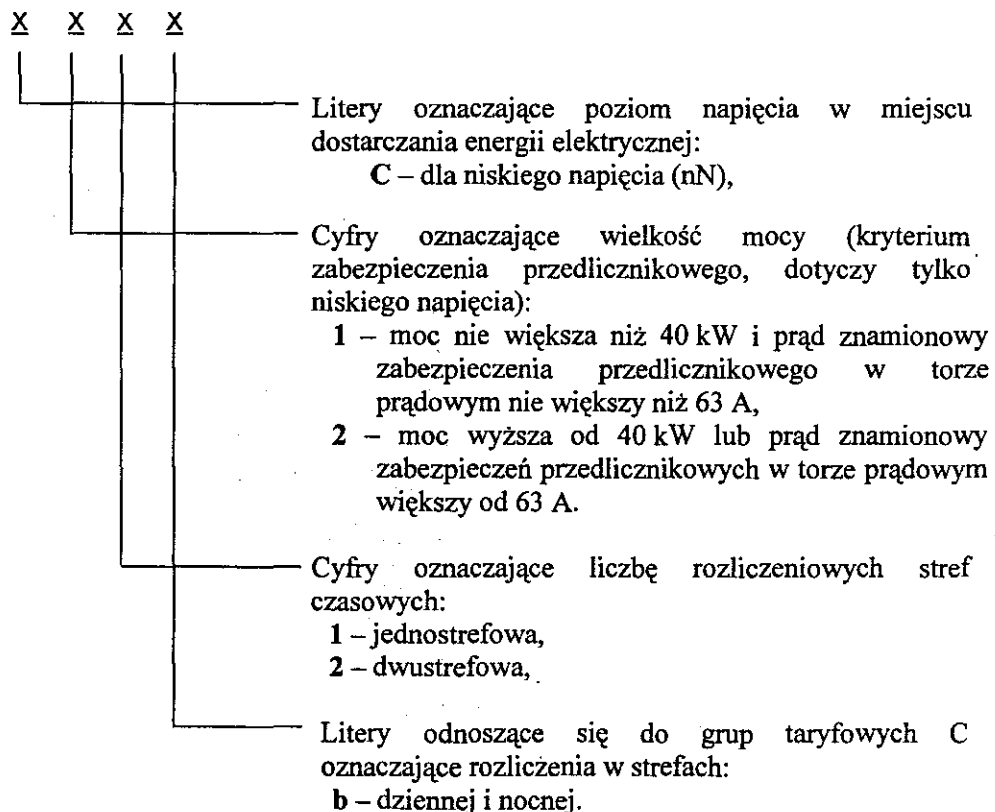 X X X X
Litery oznaczające poziom napięcia w miejscu
dostarczania energii elektrycznej:
C – dla niskiego napięcia (nN),
Cyfry oznaczające wielkość mocy (kryterium
zabezpieczenia przedlicznikowego, dotyczy tylko
niskiego napięcia):
1 – moc nie większa niż 40 kW i prąd znamionowy
zabezpieczenia przedlicznikowego w torze
prądowym nie większy niż 63 A,
2 – moc wyższa od 40 kW lub prąd znamionowy
zabezpieczeń przedlicznikowych w torze prądowym
większy od 63 A.
Cyfry oznaczające liczbę rozliczeniowych stref
czasowych:
1 – jednostrefowa,
2 – dwustrefowa,
Litery odnoszące się do grup taryfowych C
oznaczające rozliczenia w strefach:
b – dziennej i nocnej.